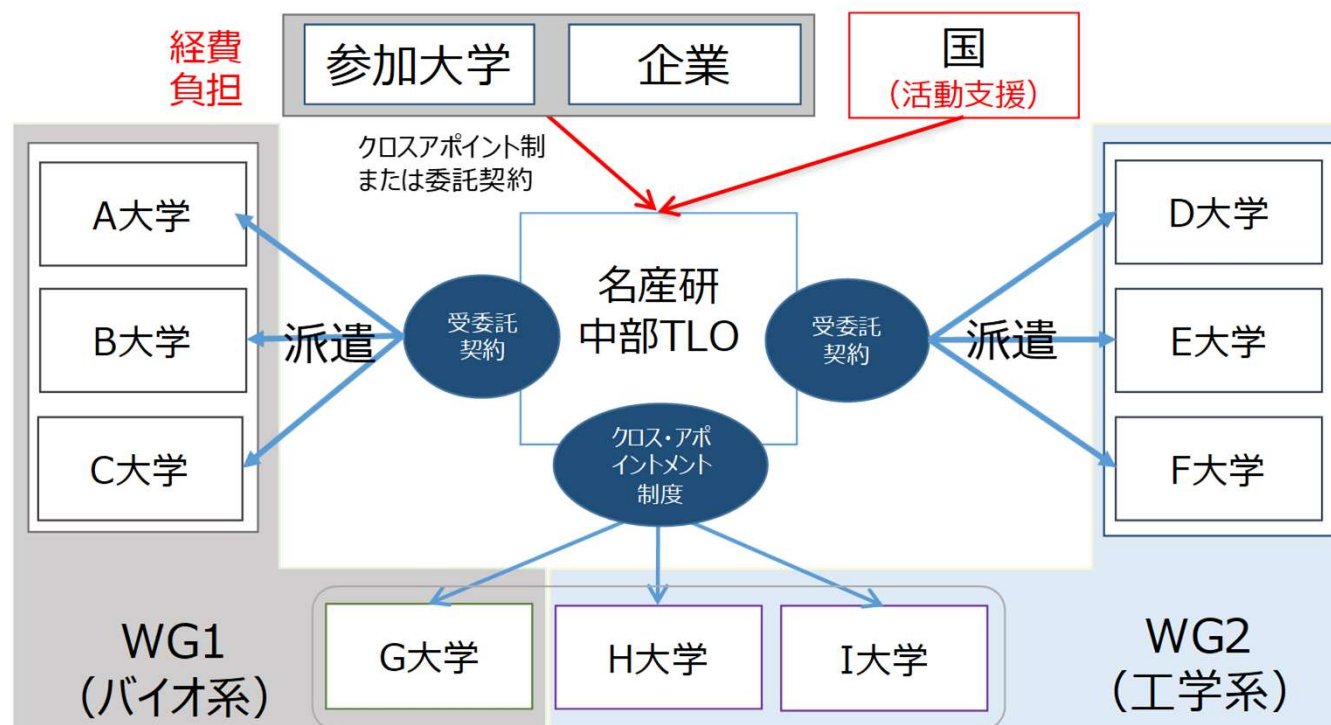 経費
負担
参加大学
企業
国
（活動支援）
クロスアポイント制
または委託契約
A大学
B大学
C大学
派遣
受委託
契約
名産研
中部TLO
受委託
契約
派遣
D大学
E大学
F大学
クロス・アポ
イントメント
制度
G大学
H大学
I大学
WG1
（バイオ系）
WG2
（工学系）